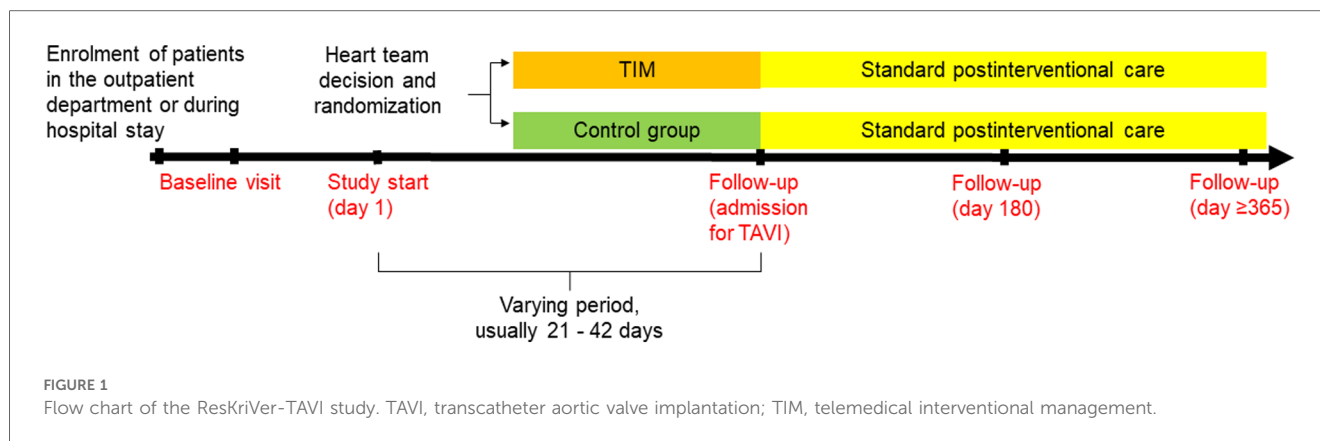 Enrolment of patients
in the outpatient
department or during
hospital stay
Heart team
decision and
randomization
TIM
Standard postinterventional care
Control group
Standard postinterventional care
Baseline visit
Study start
(day 1)
Follow-up
(admission
for TAVI)
Follow-up
(day 180)
Follow-up
(day ≥365)
Varying period,
usually 21 - 42 days
FIGURE 1
Flow chart of the ResKriVer-TAVI study. TAVI, transcatheter aortic valve implantation; TIM, telemedical interventional management.